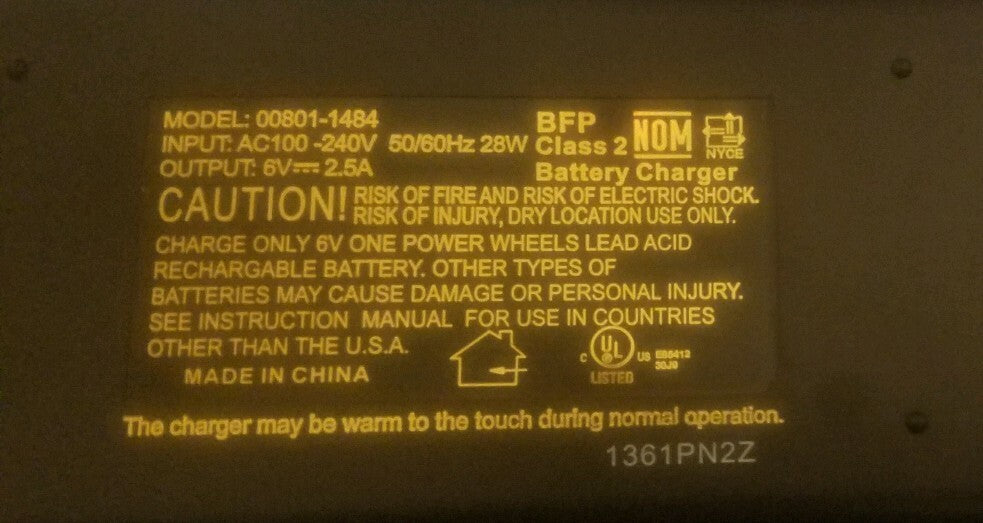 MODEL: 00801-1484
INPUT: AC100 -240V 50/60Hz 28W
OUTPUT: 6V⎓ 2.5A
BFP
Class 2
Battery Charger
NOM
NYCE
CAUTION! RISK OF FIRE AND RISK OF ELECTRIC SHOCK.
RISK OF INJURY, DRY LOCATION USE ONLY.
CHARGE ONLY 6V ONE POWER WHEELS LEAD ACID
RECHARGABLE BATTERY. OTHER TYPES OF
BATTERIES MAY CAUSE DAMAGE OR PERSONAL INJURY.
SEE INSTRUCTION MANUAL FOR USE IN COUNTRIES
OTHER THAN THE U.S.A.
MADE IN CHINA
C UL US
LISTED
The charger may be warm to the touch during normal operation.
1361PN2Z